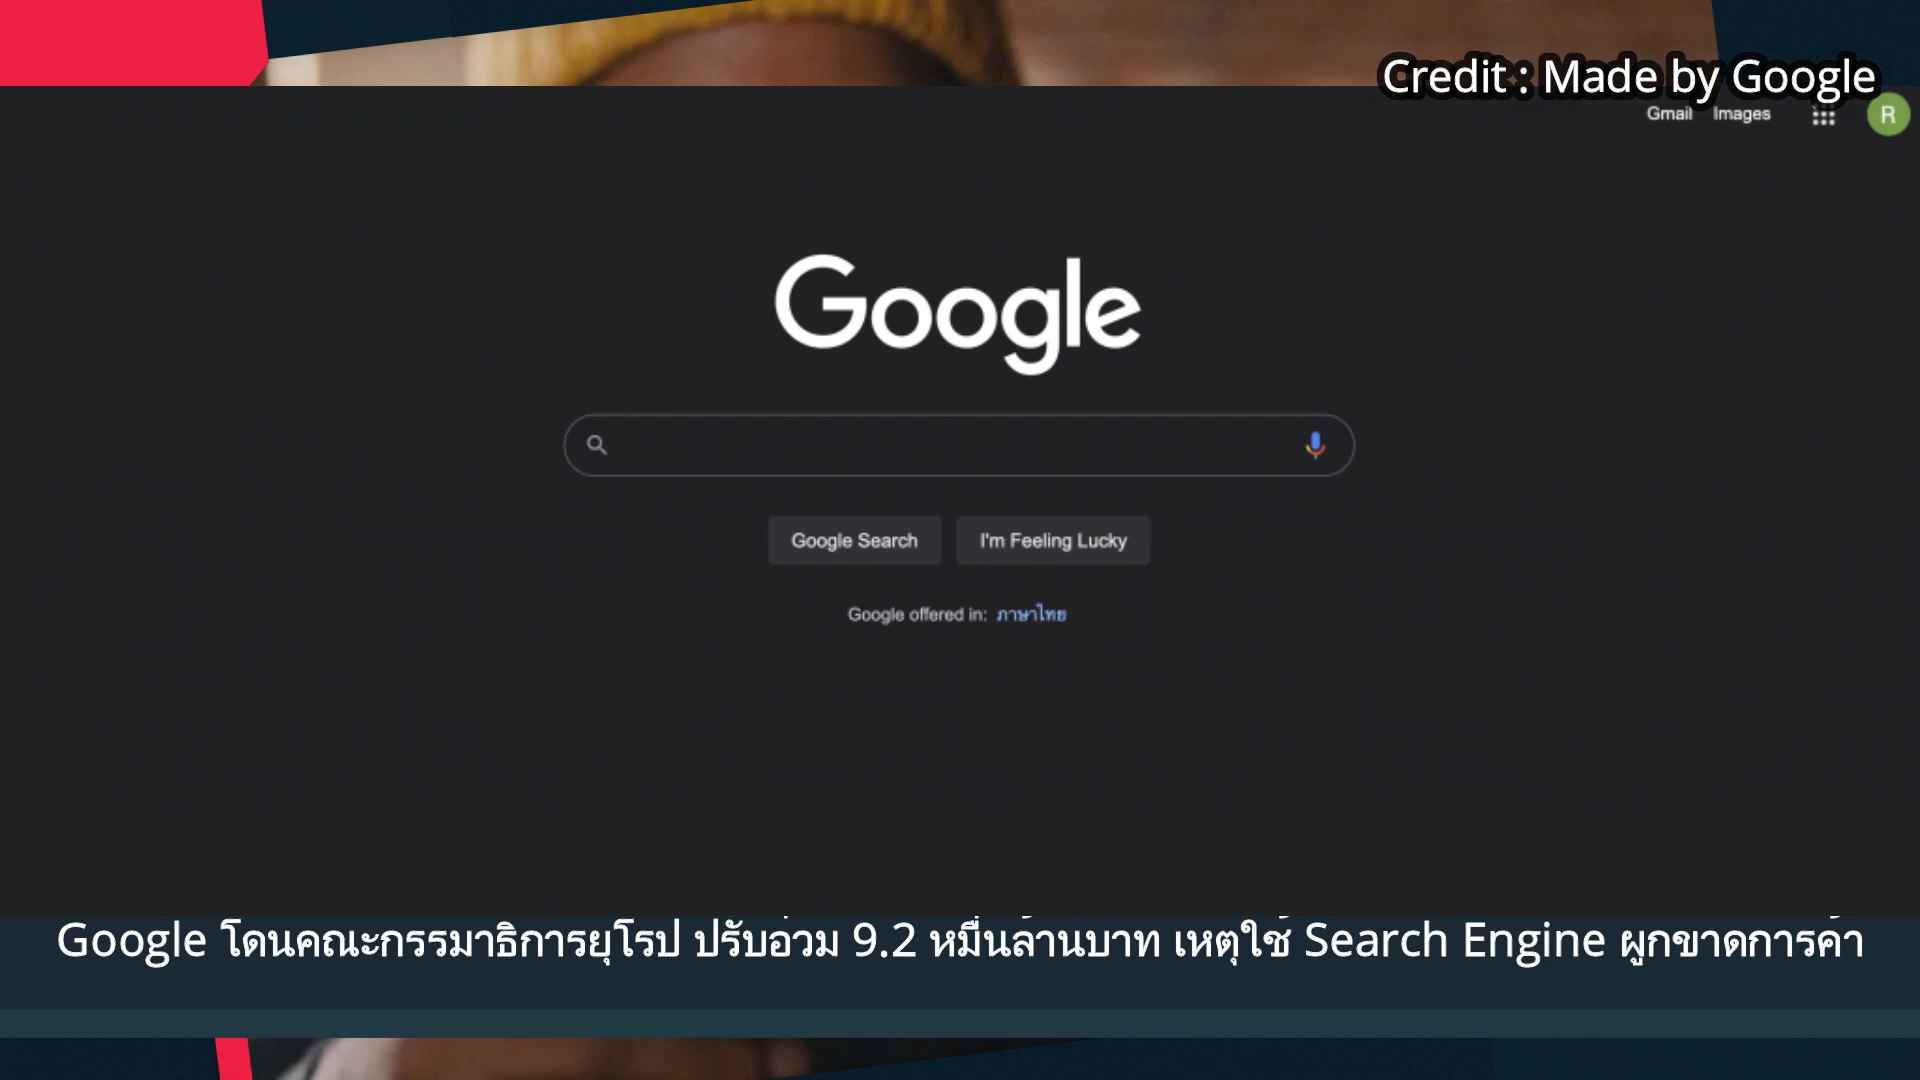 Credit : Made by Google
Gmail Images
R
Google
Google Search I'm Feeling Lucky
Google offered in: ภาษาไทย
Google โดนคณะกรรมาธิการยุโรป ปรับอ่วม 9.2 หมื่นล้านบาท เหตุใช้ Search Engine ผูกขาดการค้า